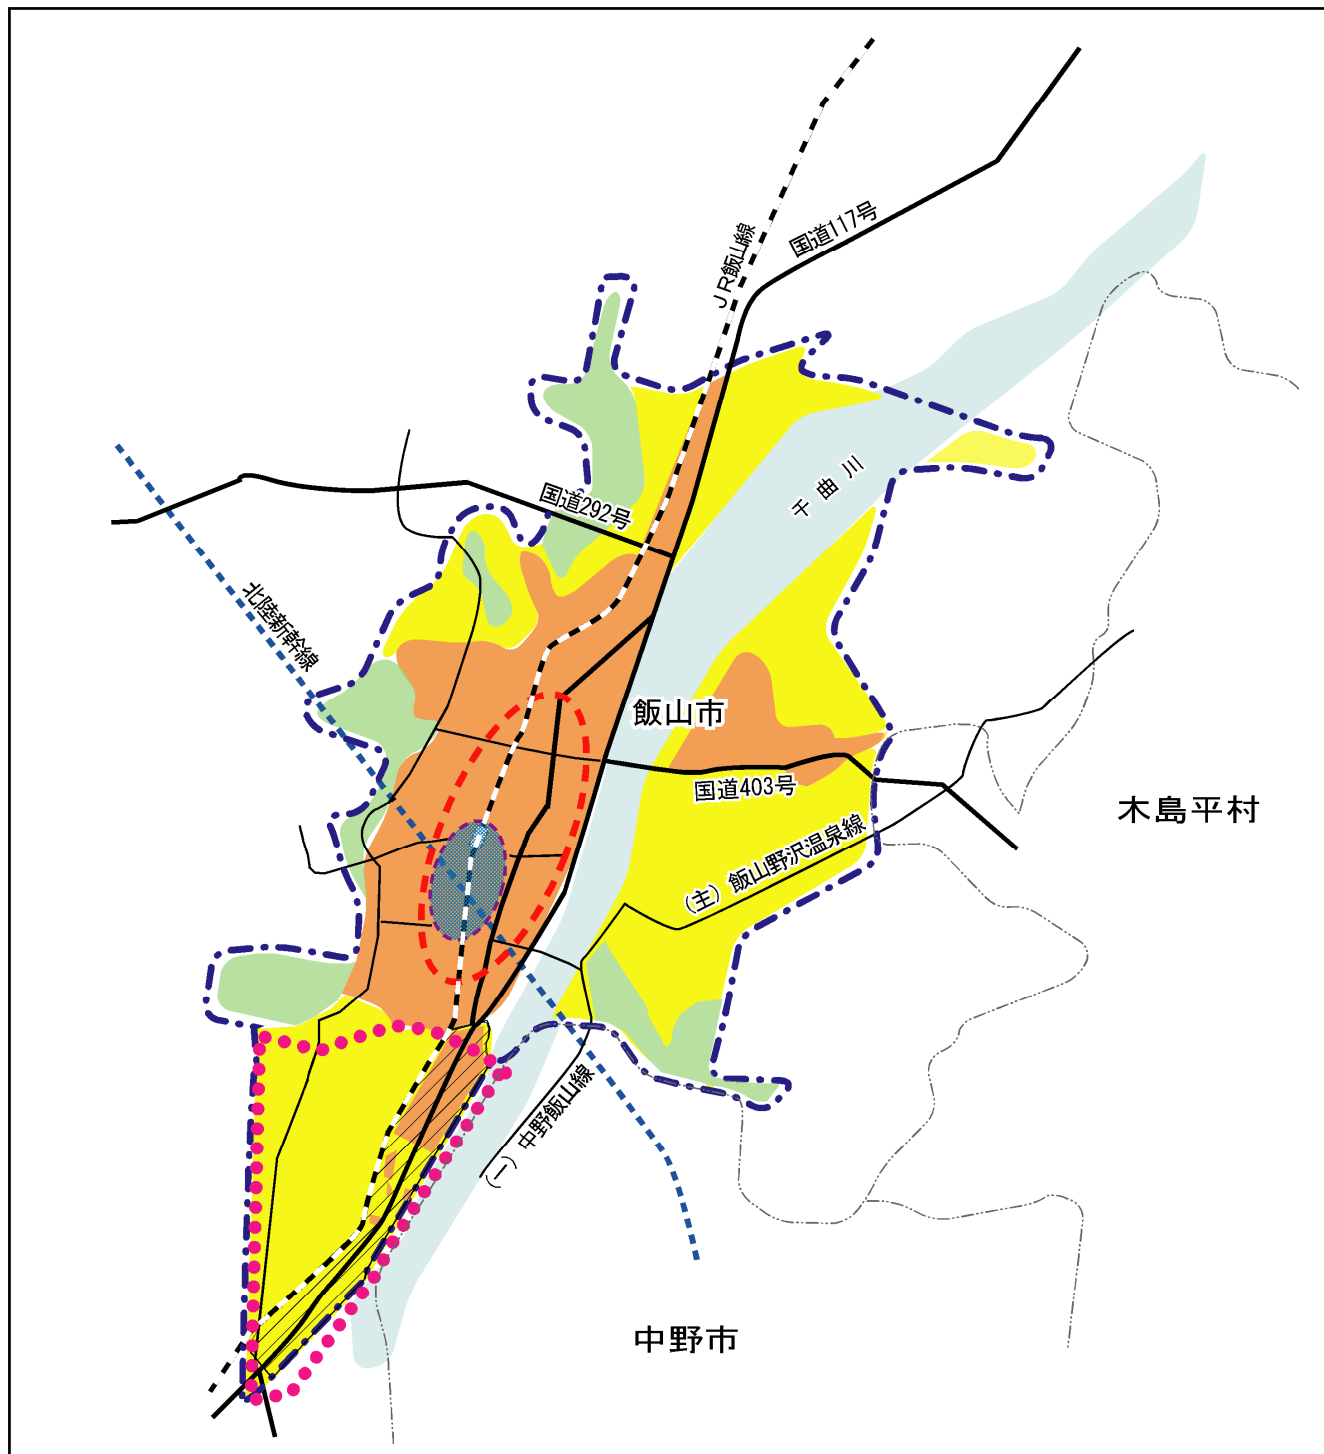 国道117号
JR飯山線
千曲川
国道292号
北陸新幹線
飯山市
国道403号
木島平村
(主)飯山野沢温泉線
(一)中野飯山線
中野市